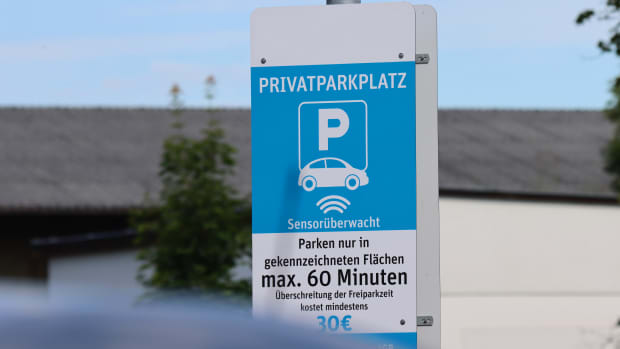 PRIVATPARKPLATZ
P
Sensorüberwacht
Parken nur in
gekennzeichneten Flächen
max. 60 Minuten
Überschreitung der Freiparkzeit
kostet mindestens
30€